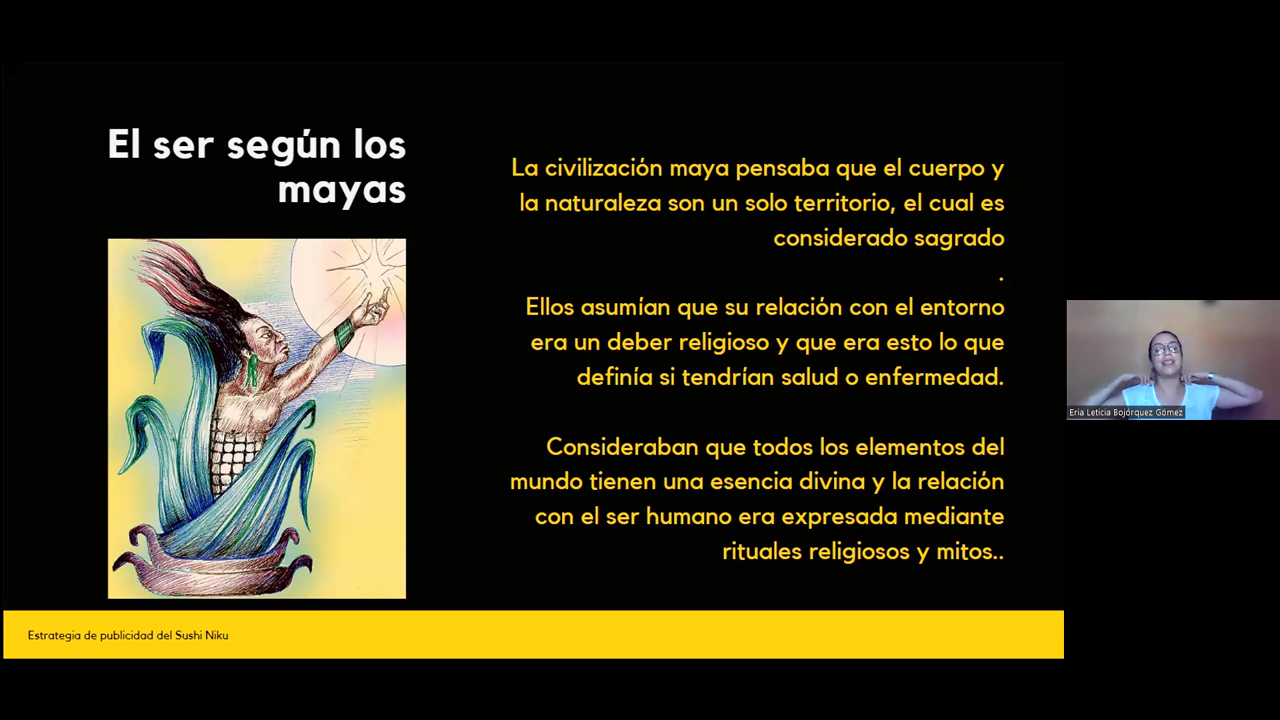 El ser según los
mayas
La civilización maya pensaba que el cuerpo y
la naturaleza son un solo territorio, el cual es
considerado sagrado
.
Ellos asumían que su relación con el entorno
era un deber religioso y que era esto lo que
definía si tendrían salud o enfermedad.
Consideraban que todos los elementos del
mundo tienen una esencia divina y la relación
con el ser humano era expresada mediante
rituales religiosos y mitos..
Estrategia de publicidad del Sushi Niku
Eria Leticia Bojórquez Gómez